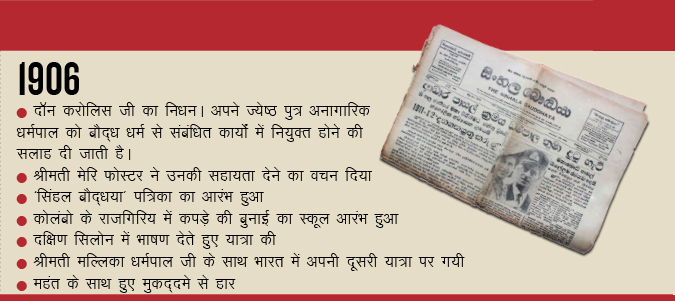 1906
● दॉन करोलिस जी का निधन। अपने ज्येष्ठ पुत्र अनागारिक
धर्मपाल को बौद्ध धर्म से संबंधित कार्यो में नियुक्त होने की
सलाह दी जाती है।
● श्रीमती मेरि फोस्टर ने उनकी सहायता देने का वचन दिया
● ‘सिंहल बौद्धया’ पत्रिका का आरंभ हुआ
● कोलंबो के राजगिरिय में कपड़े की बुनाई का स्कूल आरंभ हुआ
● दक्षिण सिलोन में भाषण देते हुए यात्रा की
● श्रीमती मल्लिका धर्मपाल जी के साथ भारत में अपनी दूसरी यात्रा पर गयी
● महंत के साथ हुए मुकद्दमे से हार
සිංහල බෞද්ධයා
THE SINHALA BAUDDHAYA